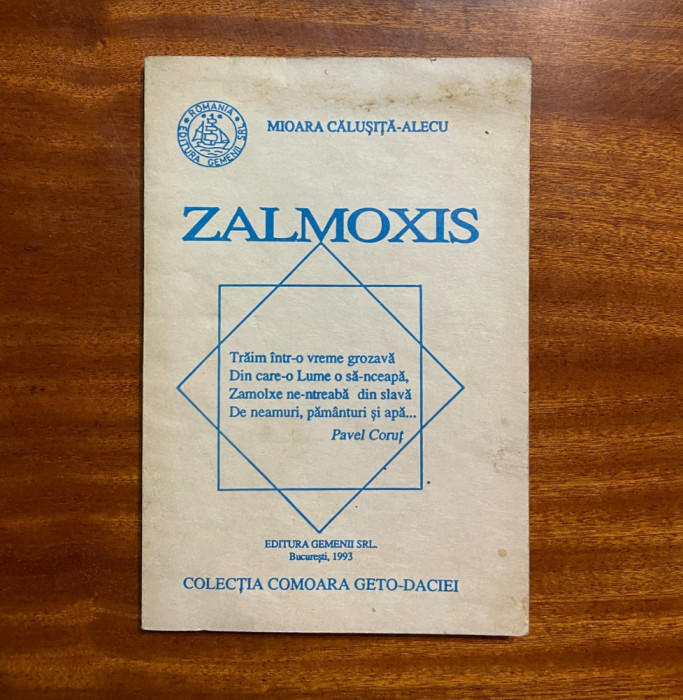 ROMANIA
EDITURA GEMENII SRL
MIOARA CĂLUȘIȚĂ-ALECU
ZALMOXIS
Trăim într-o vreme grozavă
Din care-o Lume o să-nceapă,
Zamolxe ne-ntreabă din slavă
De neamuri, pământuri și apă...
Pavel Coruț
EDITURA GEMENII SRL.
București, 1993
COLECȚIA COMOARA GETO-DACIEI